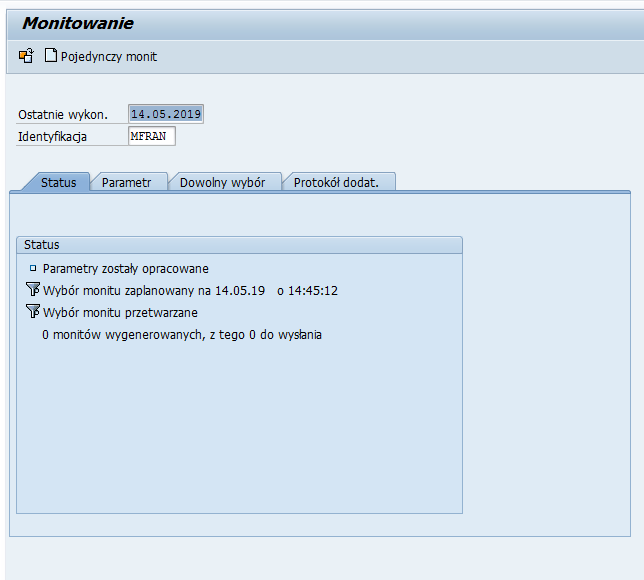 Monitowanie
Pojedynczy monit
Ostatnie wykon. 14.05.2019
Identyfikacja MFRAN
Status Parametr Dowolny wybór Protokół dodat.
Status
Parametry zostały opracowane
Wybór monitu zaplanowany na 14.05.19 o 14:45:12
Wybór monitu przetwarzane
0 monitów wygenerowanych, z tego 0 do wysłania